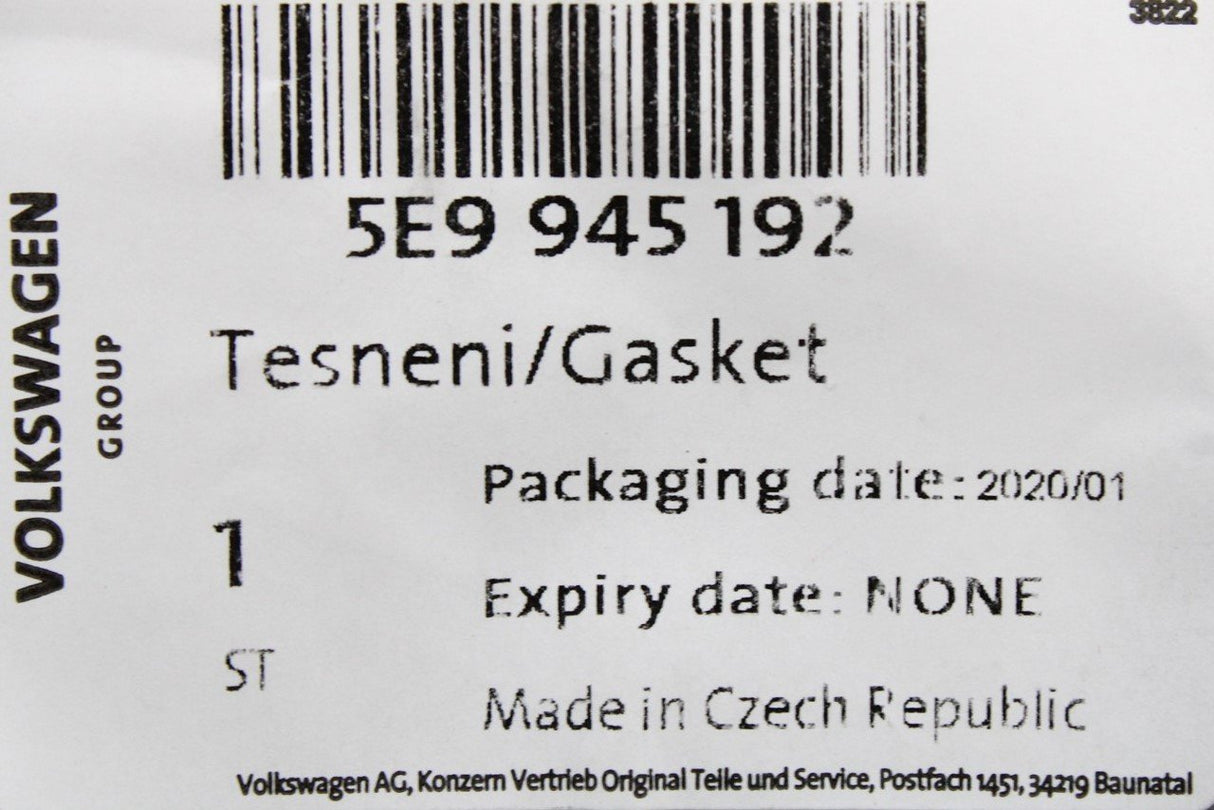 3822
5E9 945 192
Tesneni/Gasket
Packaging date: 2020/01
1
Expiry date: NONE
ST
Made in Czech Republic
Volkswagen AG, Konzern Vertrieb Original Teile und Service, Postfach 1451, 34219 Baunatal
VOLKSWAGEN
GROUP